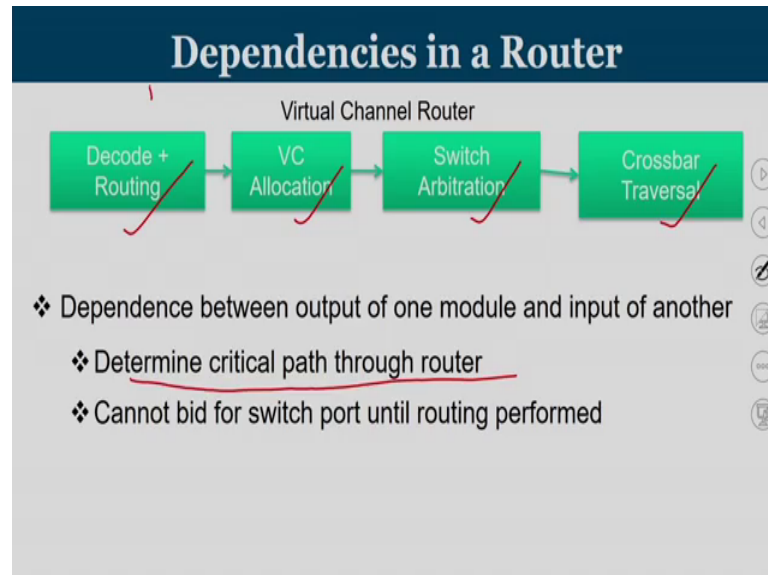 Dependencies in a Router
Virtual Channel Router
Decode +
Routing
VC
Allocation
Switch
Arbitration
Crossbar
Traversal
❖ Dependence between output of one module and input of another
❖ Determine critical path through router
❖ Cannot bid for switch port until routing performed